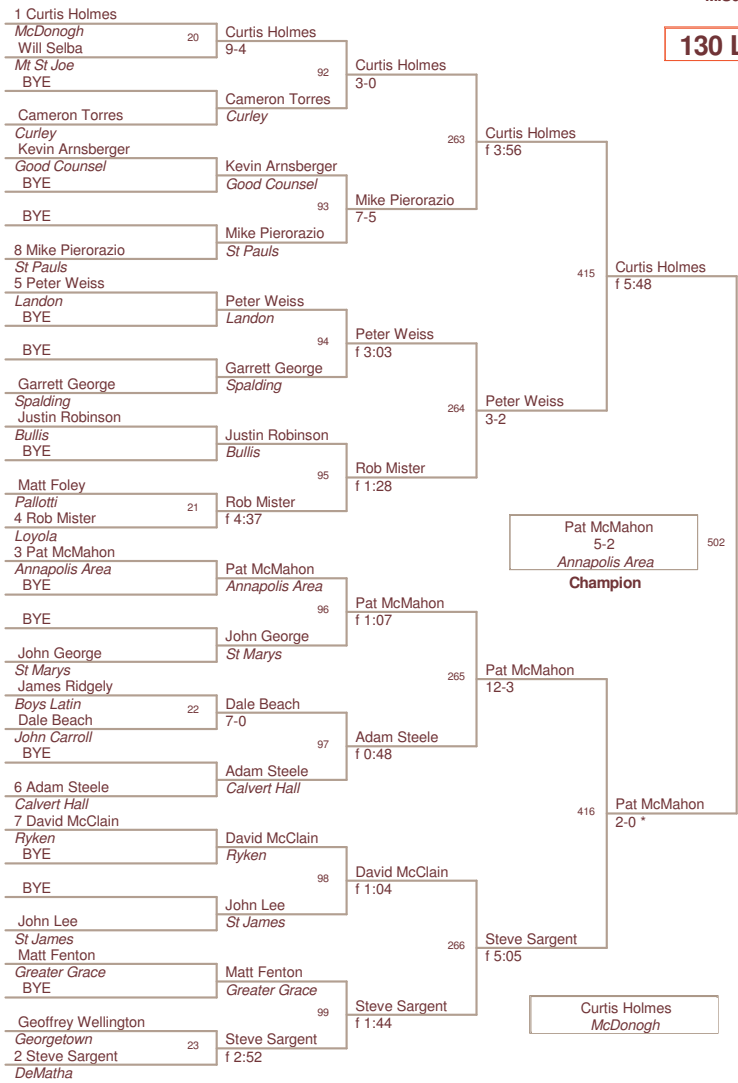 130 L
1 Curtis Holmes
McDonogh
Will Selba
Mt St Joe
BYE
Cameron Torres
Curley
Kevin Arnsberger
Good Counsel
BYE
BYE
8 Mike Pierorazio
St Pauls
5 Peter Weiss
Landon
BYE
BYE
Garrett George
Spalding
Justin Robinson
Bullis
BYE
Matt Foley
Pallotti
4 Rob Mister
Loyola
3 Pat McMahon
Annapolis Area
BYE
BYE
John George
St Marys
James Ridgely
Boys Latin
Dale Beach
John Carroll
BYE
6 Adam Steele
Calvert Hall
7 David McClain
Ryken
BYE
BYE
John Lee
St James
Matt Fenton
Greater Grace
BYE
Geoffrey Wellington
Georgetown
2 Steve Sargent
DeMatha
20
21
22
23
Curtis Holmes
9-4
Cameron Torres
Curley
Kevin Arnsberger
Good Counsel
Mike Pierorazio
St Pauls
Peter Weiss
Landon
Garrett George
Spalding
Justin Robinson
Bullis
Rob Mister
f 4:37
Pat McMahon
Annapolis Area
John George
St Marys
Dale Beach
7-0
Adam Steele
Calvert Hall
David McClain
Ryken
John Lee
St James
Matt Fenton
Greater Grace
Steve Sargent
f 2:52
92
93
94
95
96
97
98
99
Curtis Holmes
3-0
Mike Pierorazio
7-5
Peter Weiss
f 3:03
Rob Mister
f 1:28
Pat McMahon
f 1:07
Adam Steele
f 0:48
David McClain
f 1:04
Steve Sargent
f 1:44
263
264
265
266
Curtis Holmes
f 3:56
Peter Weiss
3-2
Pat McMahon
12-3
Steve Sargent
f 5:05
415
416
Curtis Holmes
f 5:48
Pat McMahon
2-0 *
Pat McMahon
5-2
Annapolis Area
502
Champion
Curtis Holmes
McDonogh